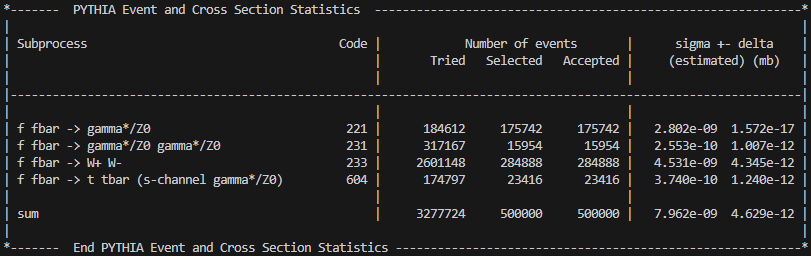 *------- PYTHIA Event and Cross Section Statistics -------------------------------------------------------------*
| |
| Subprocess Code | Number of events | sigma +- delta |
| | Tried Selected Accepted | (estimated) (mb) |
| | | |
|-----------------------------------------------------------------------------------------------------------------|
| | | |
| f fbar -> gamma*/Z0 221 | 184612 175742 175742 | 2.802e-09 1.572e-17 |
| f fbar -> gamma*/Z0 gamma*/Z0 231 | 317167 15954 15954 | 2.553e-10 1.007e-12 |
| f fbar -> W+ W- 233 | 2601148 284888 284888 | 4.531e-09 4.345e-12 |
| f fbar -> t tbar (s-channel gamma*/Z0) 604 | 174797 23416 23416 | 3.740e-10 1.240e-12 |
| | | |
| sum | 3277724 500000 500000 | 7.962e-09 4.629e-12 |
| |
*------- End PYTHIA Event and Cross Section Statistics ----------------------------------------------------------*